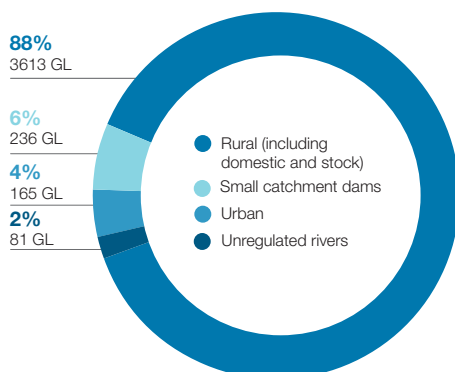 88%
3613 GL
6%
236 GL
4%
165 GL
2%
81 GL
Rural (including
domestic and stock)
Small catchment dams
Urban
Unregulated rivers